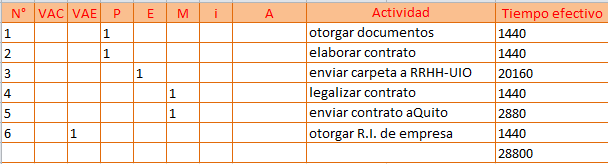 N° VAC VAE P E M i A Actividad Tiempo efectivo
1 1 otorgar documentos 1440
2 1 elaborar contrato 1440
3 1 enviar carpeta a RRHH-UIO 20160
4 1 legalizar contrato 1440
5 1 enviar contrato aQuito 2880
6 1 otorgar R.I. de empresa 1440
28800